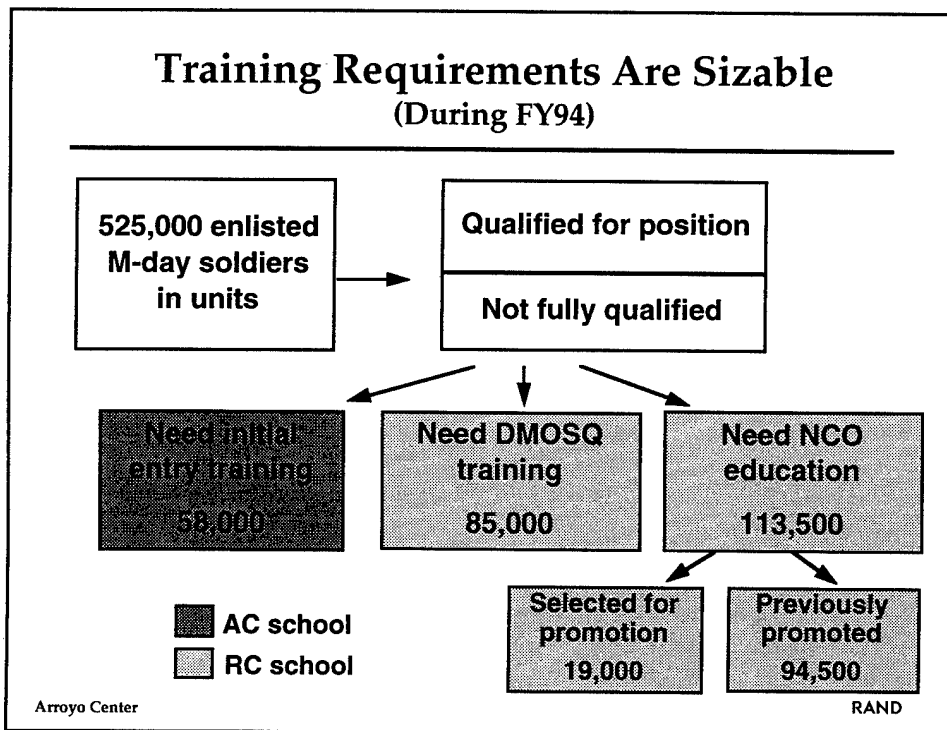 Training Requirements Are Sizable
(During FY94)
525,000 enlisted
M-day soldiers
in units
Qualified for position
Not fully qualified
Need initial
entry training
58,000
Need DMOSQ
training
85,000
Need NCO
education
113,500
Selected for
promotion
19,000
Previously
promoted
94,500
AC school
RC school
Arroyo Center
RAND